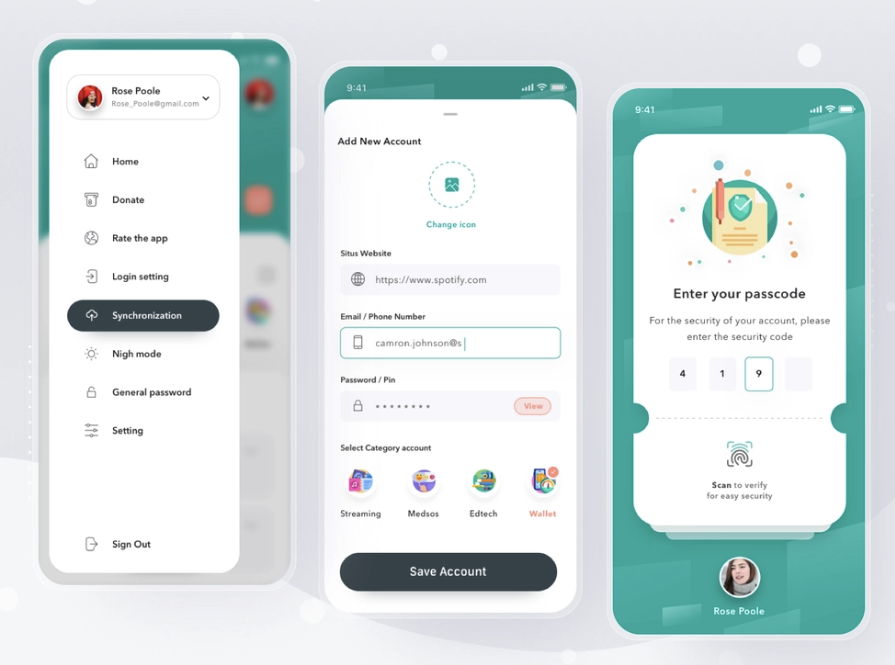 Rose Poole
Rose_Poole@gmail.com
Home
Donate
Rate the app
Login setting
Synchronization
Nigh mode
General password
Setting
Sign Out
9:41
Add New Account
Change icon
Situs Website
https://www.spotify.com
Email / Phone Number
camron.johnson@s
Password / Pin
View
Select Category account
Streaming Medsos Edtech Wallet
Save Account
9:41
Enter your passcode
For the security of your account, please
enter the security code
4 1 9
Scan to verify
for easy security
Rose Poole